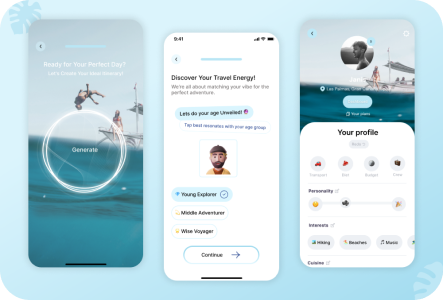 Ready for Your Perfect Day?
Let's Create Your Ideal Itinerary!
Generate
9:41
Discover Your Travel Energy!
We're all about matching your vibe for the
perfect adventure.
Lets do your age Unveiled!
Tap best resonates with your age group
Young Explorer
Middle Adventurer
Wise Voyager
Continue
Las Palmas, Gran Canaria
Your plans
Your profile
Transport
Budget
Personality
Interests
Hiking
Beaches
Music
Cuisine